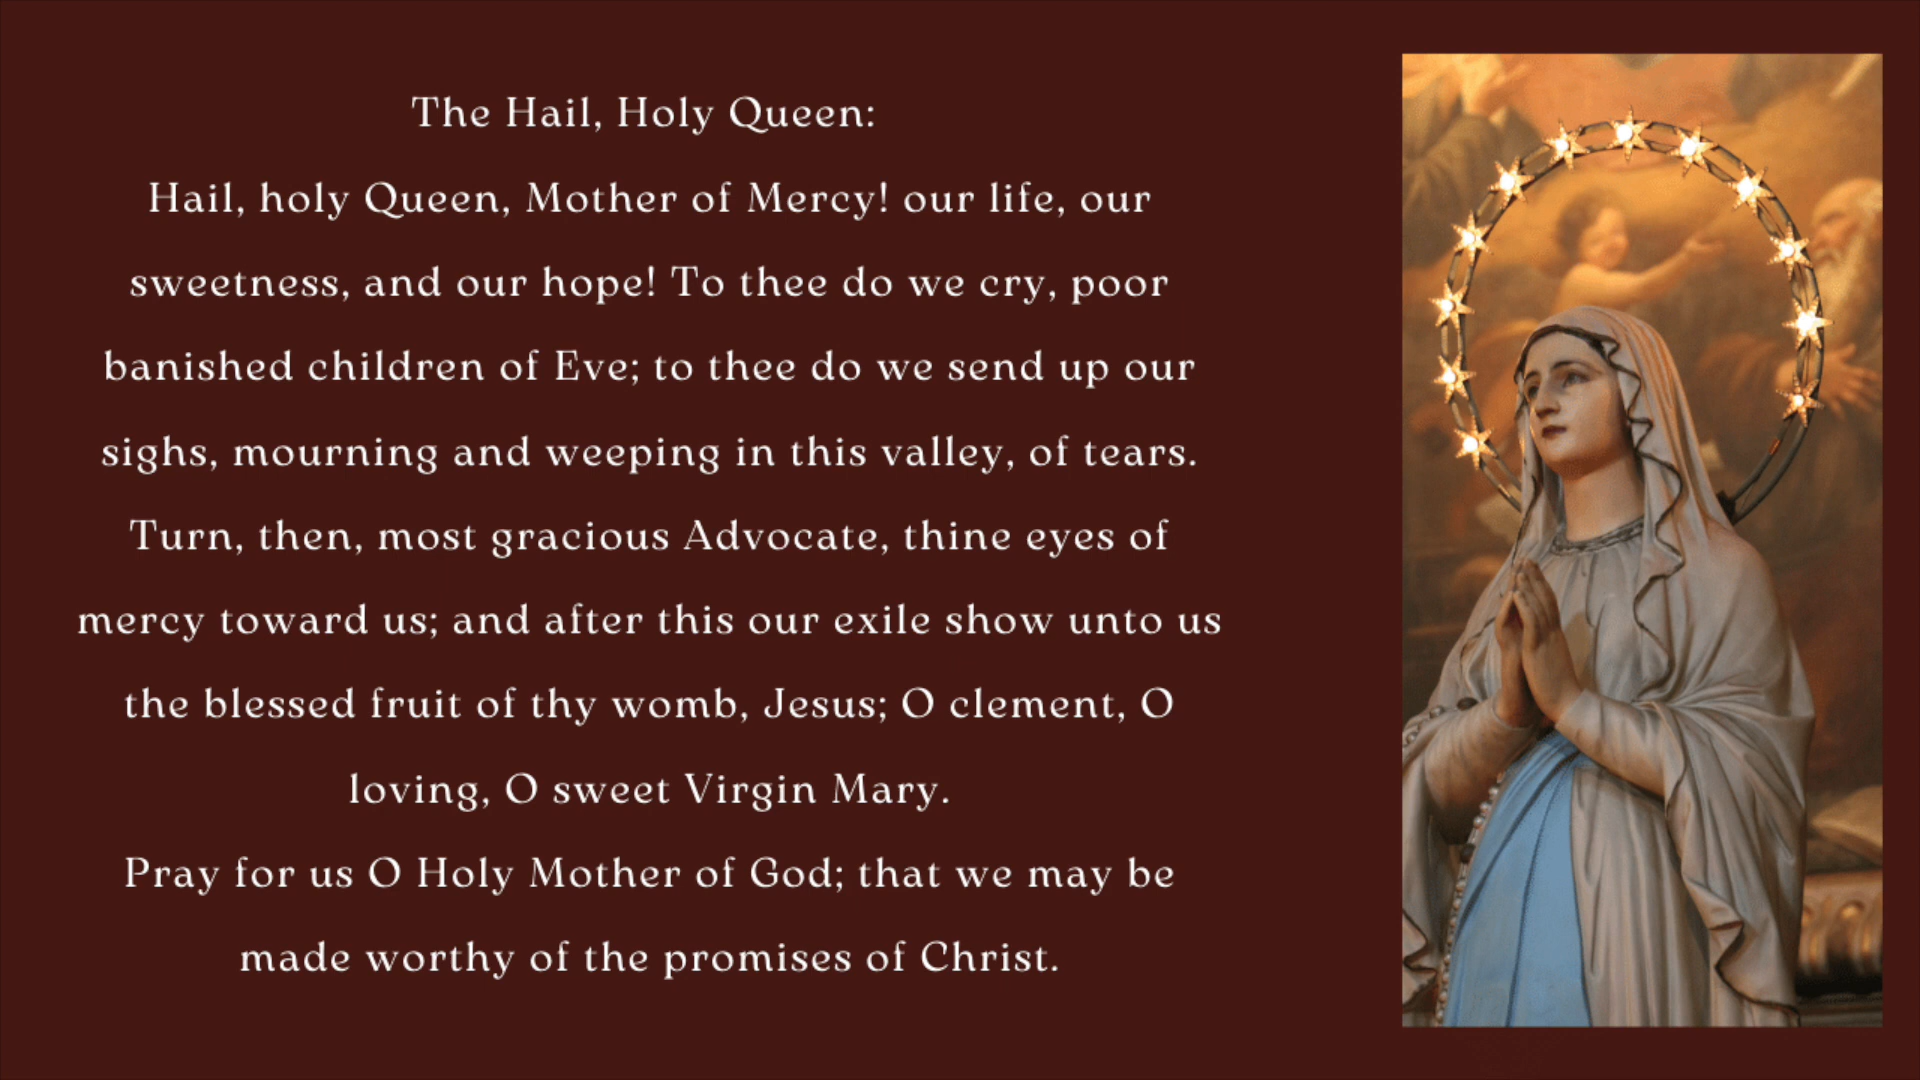 The Hail, Holy Queen:
Hail, holy Queen, Mother of Mercy! our life, our
sweetness, and our hope! To thee do we cry, poor
banished children of Eve; to thee do we send up our
sighs, mourning and weeping in this valley, of tears.
Turn, then, most gracious Advocate, thine eyes of
mercy toward us; and after this our exile show unto us
the blessed fruit of thy womb, Jesus; O clement, O
loving, O sweet Virgin Mary.
Pray for us O Holy Mother of God; that we may be
made worthy of the promises of Christ.